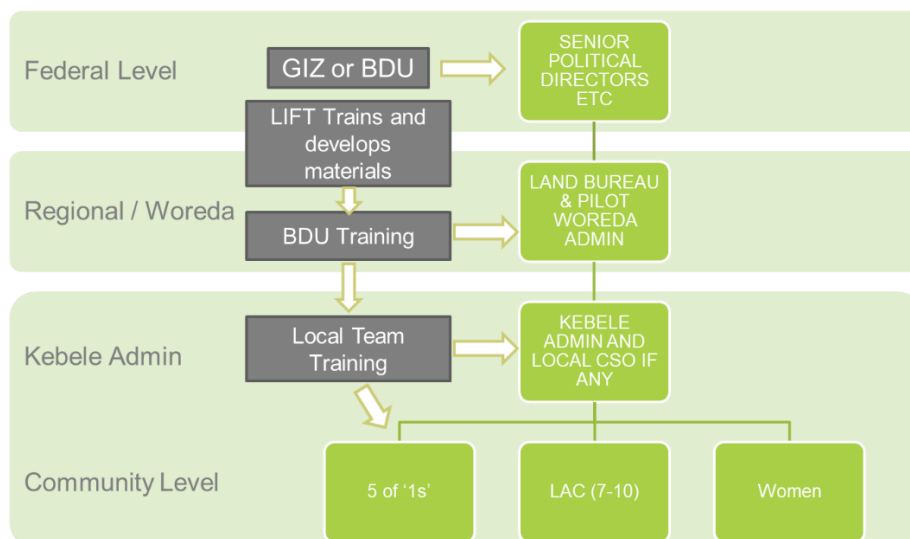 Federal Level
GIZ or BDU
SENIOR
POLITICAL
DIRECTORS
ETC
LIFT Trains and
develops
materials
Regional / Woreda
BDU Training
LAND BUREAU
& PILOT
WOREDA
ADMIN
Kebele Admin
Local Team
Training
KEBELE
ADMIN AND
LOCAL CSO IF
ANY
Community Level
5 of ‘1s’
LAC (7-10)
Women